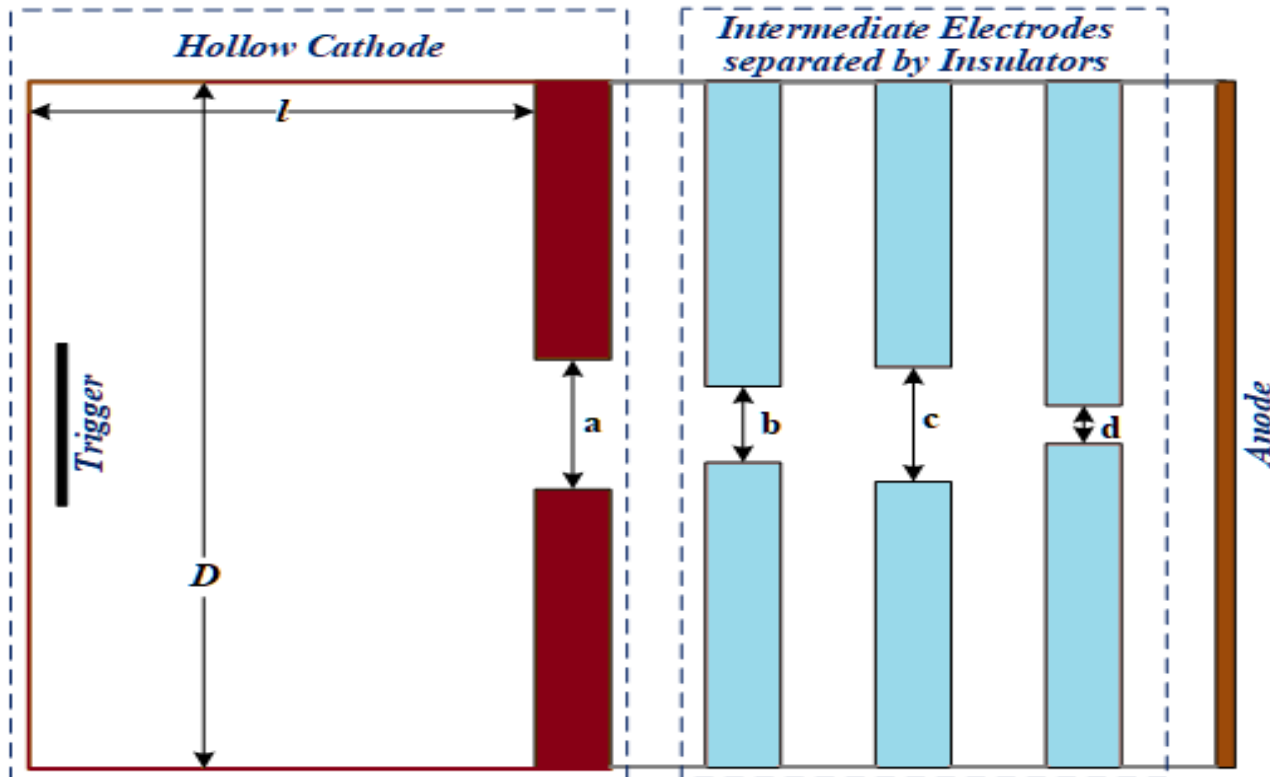 Hollow Cathode
Intermediate Electrodes
separated by Insulators
l
Trigger
a
b
c
d
D
Anode